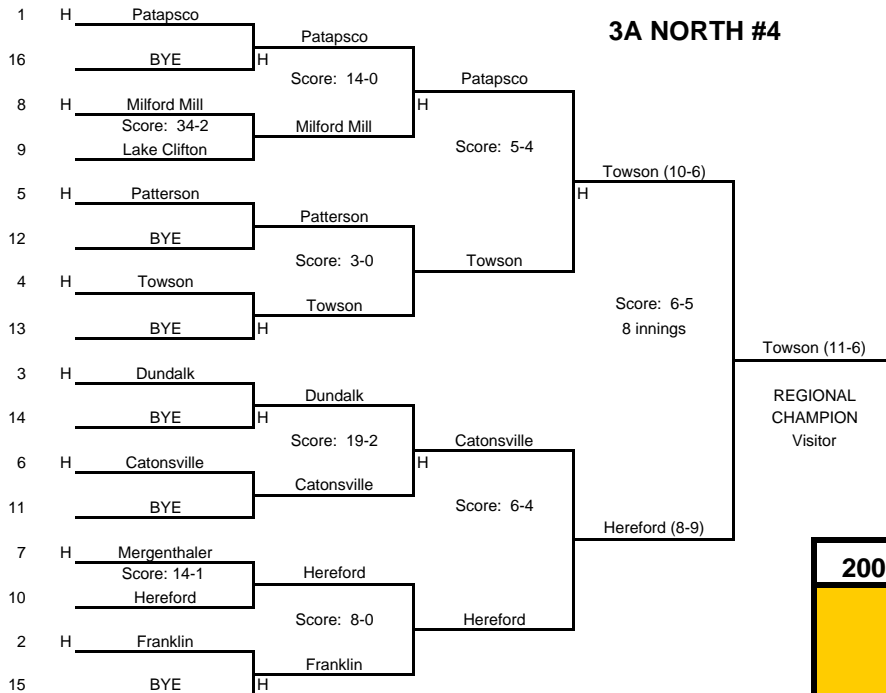 3A NORTH #4
1 H Patapsco
Patapsco
16 BYE H
Score: 14-0
Patapsco
8 H Milford Mill
H
Score: 34-2
Milford Mill
9 Lake Clifton
Score: 5-4
Towson (10-6)
5 H Patterson
H
Patterson
12 BYE
Score: 3-0
Towson
4 H Towson
Towson
Score: 6-5
13 BYE H
8 innings
Towson (11-6)
3 H Dundalk
Dundalk
REGIONAL
14 BYE H
CHAMPION
Score: 19-2
Catonsville
Visitor
6 H Catonsville
H
Catonsville
11 BYE
Score: 6-4
Hereford (8-9)
7 H Mergenthaler
Score: 14-1
Hereford
200
10 Hereford
Score: 8-0
Hereford
2 H Franklin
Franklin
15 BYE H